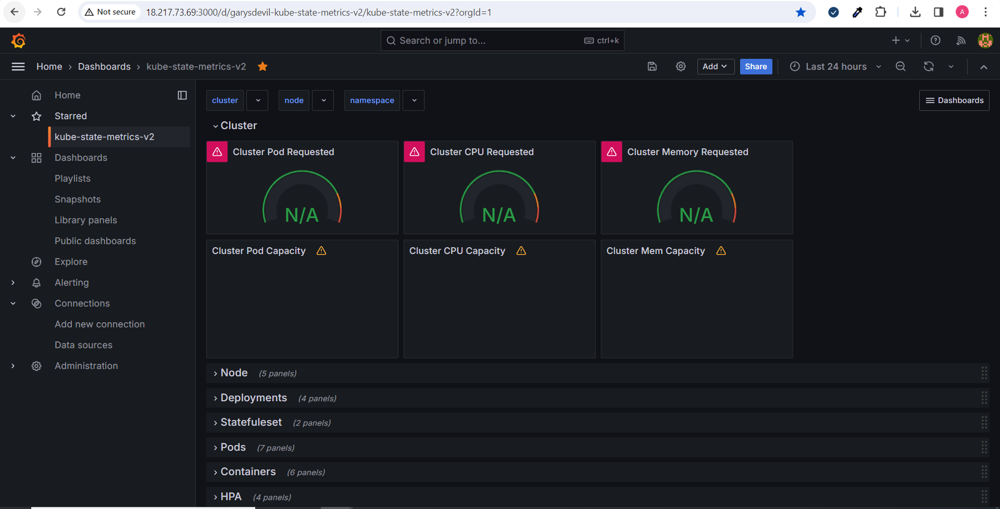 Not secure 18.217.73.69:3000/d/garysdevil-kube-state-metrics-v2/kube-state-metrics-v2?orgId=1 A
Search or jump to... ctrl+k
Home Dashboards kube-state-metrics-v2 Add Share Last 24 hours
Home
Starred
kube-state-metrics-v2
Dashboards
Playlists
Snapshots
Library panels
Public dashboards
Explore
Alerting
Connections
Add new connection
Data sources
Administration
cluster node namespace Dashboards
Cluster
Cluster Pod Requested
N/A
Cluster CPU Requested
N/A
Cluster Memory Requested
N/A
Cluster Pod Capacity
Cluster CPU Capacity
Cluster Mem Capacity
Node (5 panels)
Deployments (4 panels)
Statefuleset (2 panels)
Pods (7 panels)
Containers (6 panels)
HPA (4 panels)